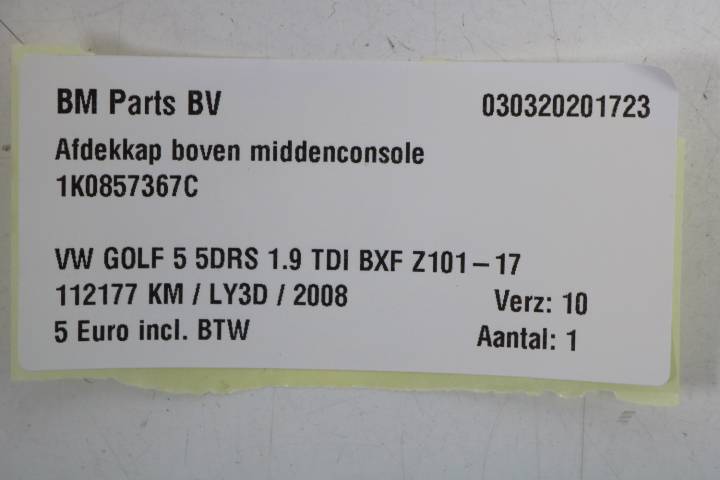 BM Parts BV 030320201723
Afdekkap boven middenconsole
1K0857367C
VW GOLF 5 5DRS 1.9 TDI BXF Z101-17
112177 KM / LY3D / 2008 Verz: 10
5 Euro incl. BTW Aantal: 1